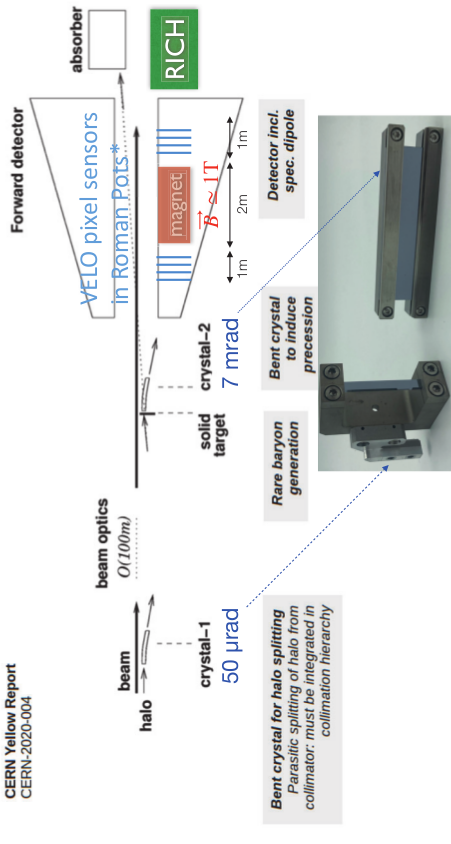 CERN Yellow Report
CERN-2020-004
Forward detector
absorber
VELO pixel sensors
in Roman Pots*
RICH
magnet
B ≃ 1T
1m
2m
1m
beam optics
O(100m)
beam
halo
crystal–1
50 µrad
solid
target
crystal–2
7 mrad
Bent crystal for halo splitting
Parasitic splitting of halo from
collimator: must be integrated in
collimation hierarchy
Rare baryon
generation
Bent crystal
to induce
precession
Detector incl.
spec. dipole